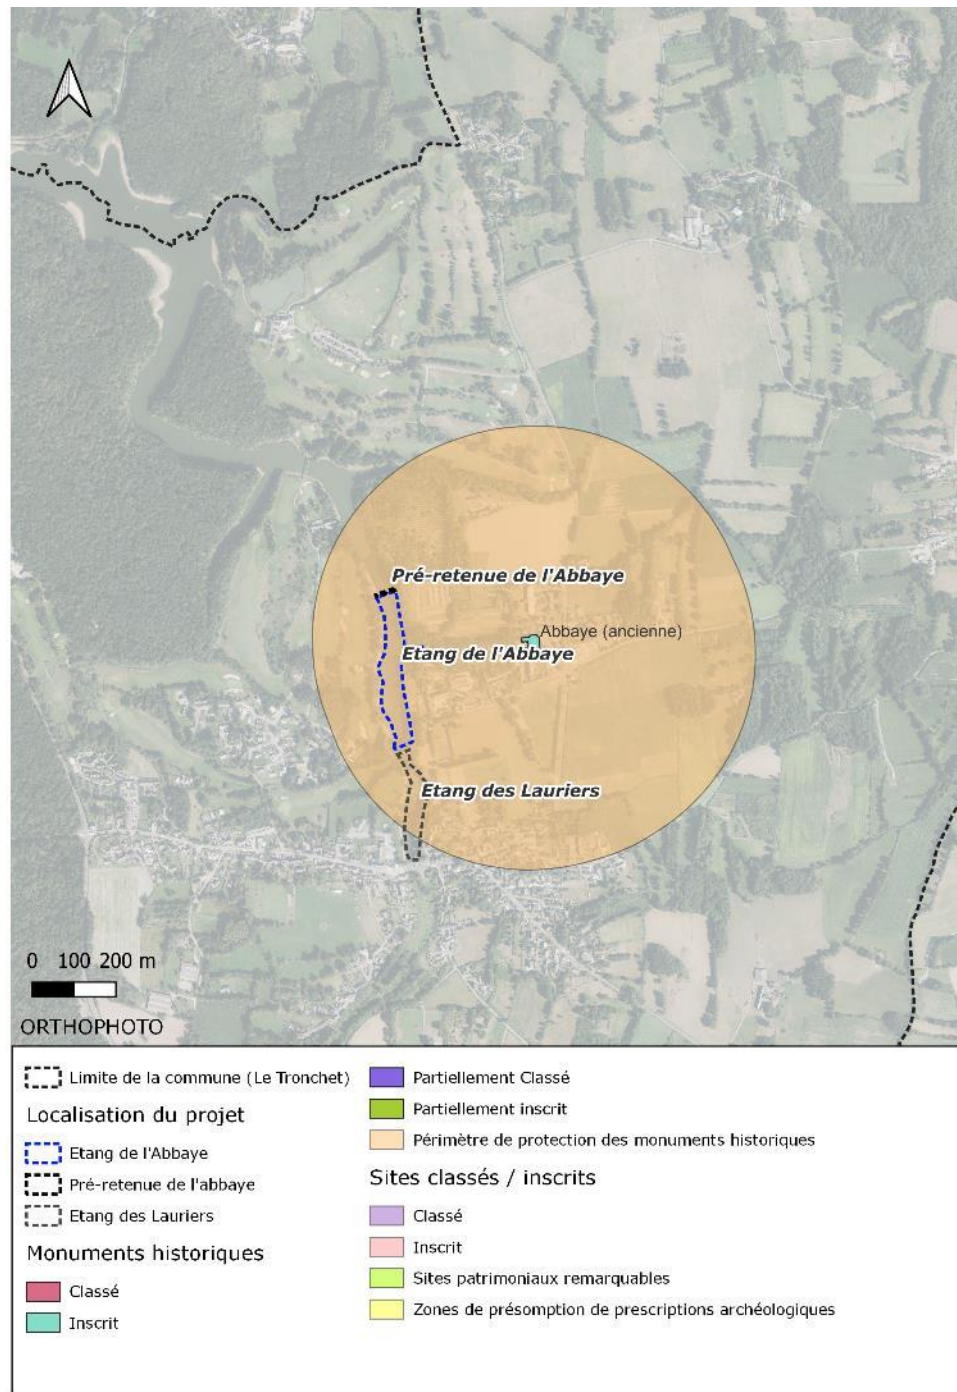 Pré-retenue de l'Abbaye
Abbaye (ancienne)
Etang de l'Abbaye
Etang des Lauriers
0 100 200 m
ORTHOPHOTO
Limite de la commune (Le Tronchet)
Localisation du projet
Etang de l'Abbaye
Pré-retenue de l'abbaye
Etang des Lauriers
Monuments historiques
Classé
Inscrit
Partiellement Classé
Partiellement inscrit
Périmètre de protection des monuments historiques
Sites classés / inscrits
Classé
Inscrit
Sites patrimoniaux remarquables
Zones de présomption de prescriptions archéologiques